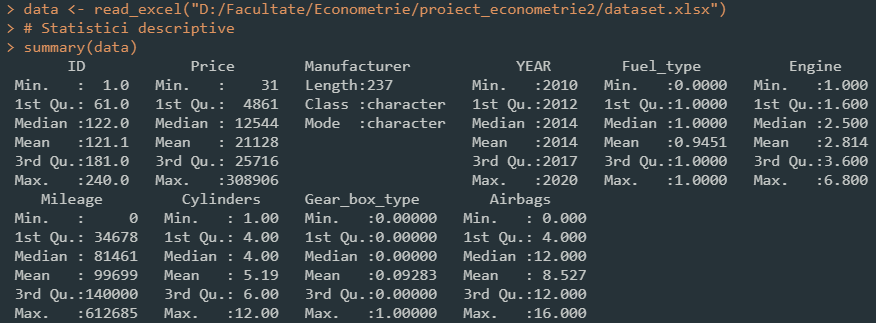 > data <- read_excel("D:/Facultate/Econometrie/proiect_econometrie2/dataset.xlsx")
> # Statistici descriptive
> summary(data)
       ID            Price        Manufacturer            YEAR        Fuel_type          Engine
 Min.   :  1.0   Min.   :    31   Length:237         Min.   :2010   Min.   :0.0000   Min.   :1.000
 1st Qu.: 61.0   1st Qu.:  4861   Class :character   1st Qu.:2012   1st Qu.:1.0000   1st Qu.:1.600
 Median :122.0   Median : 12544   Mode  :character   Median :2014   Median :1.0000   Median :2.500
 Mean   :121.1   Mean   : 21128                      Mean   :2014   Mean   :0.9451   Mean   :2.814
 3rd Qu.:181.0   3rd Qu.: 25716                      3rd Qu.:2017   3rd Qu.:1.0000   3rd Qu.:3.600
 Max.   :240.0   Max.   :308906                      Max.   :2020   Max.   :1.0000   Max.   :6.800
    Mileage         Cylinders     Gear_box_type        Airbags
 Min.   :     0   Min.   : 1.00   Min.   :0.00000   Min.   : 0.000
 1st Qu.: 34678   1st Qu.: 4.00   1st Qu.:0.00000   1st Qu.: 4.000
 Median : 81461   Median : 4.00   Median :0.00000   Median :12.000
 Mean   : 99699   Mean   : 5.19   Mean   :0.09283   Mean   : 8.527
 3rd Qu.:140000   3rd Qu.: 6.00   3rd Qu.:0.00000   3rd Qu.:12.000
 Max.   :612685   Max.   :12.00   Max.   :1.00000   Max.   :16.000